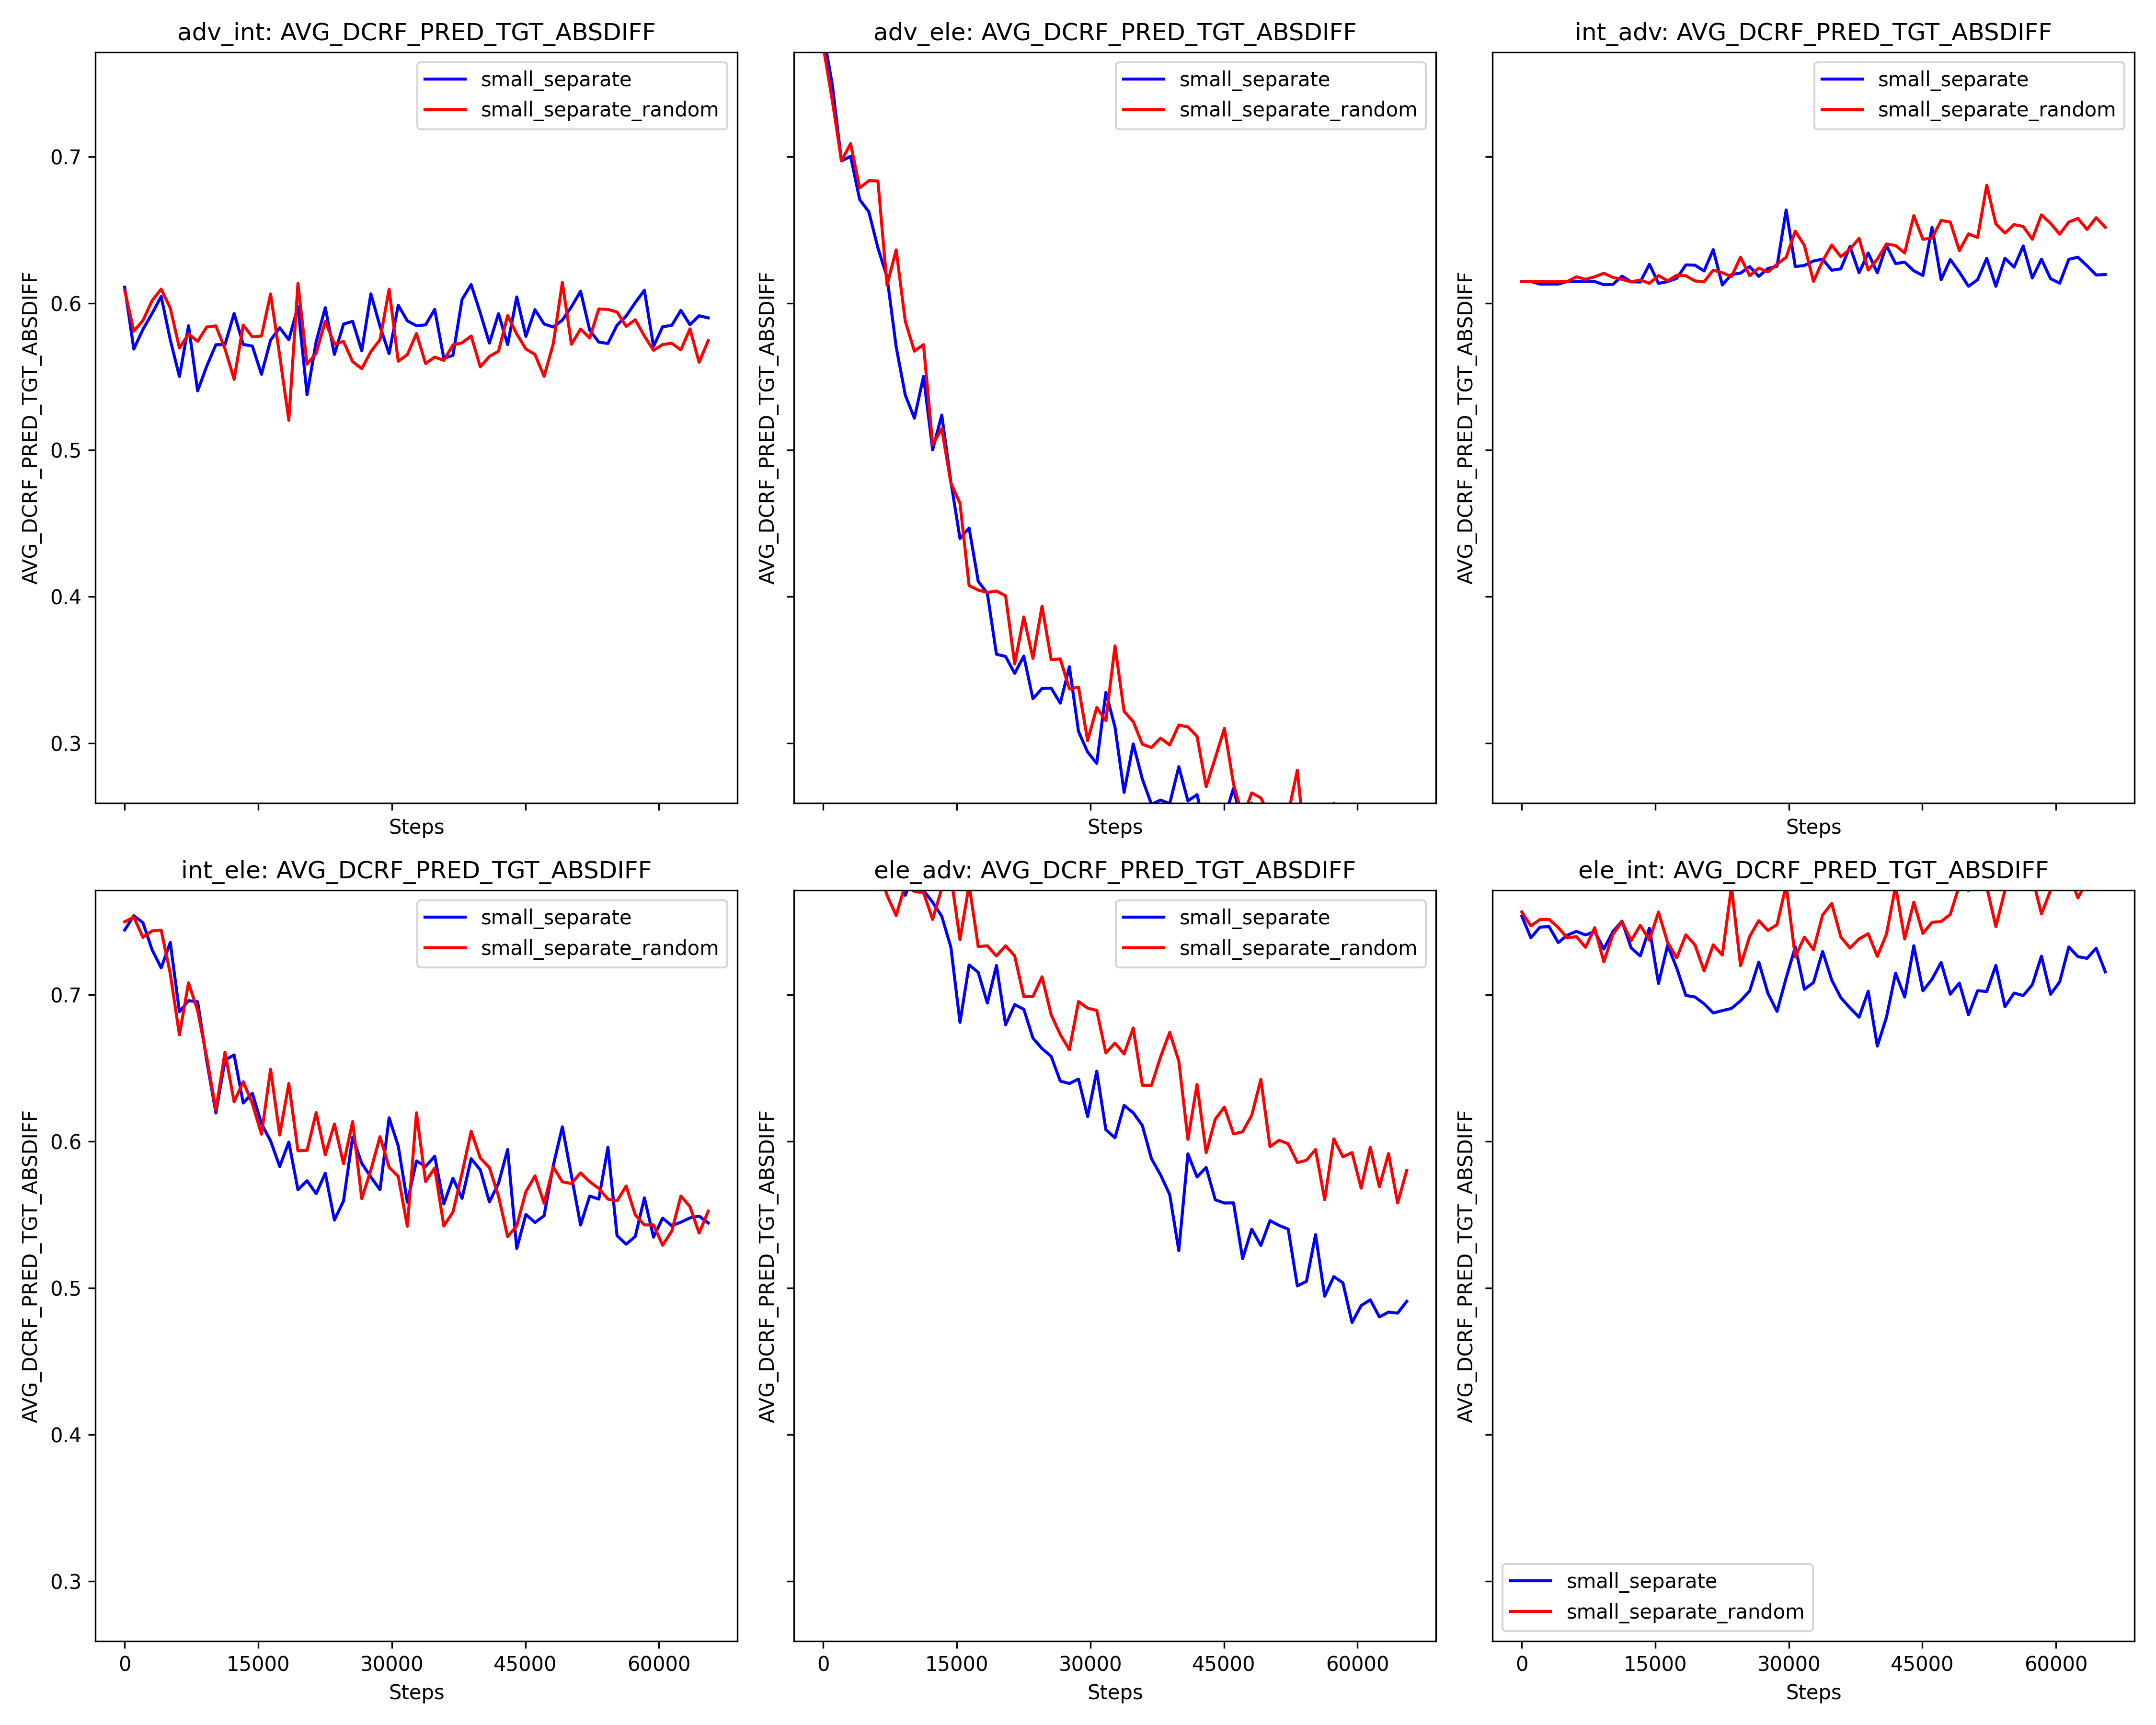 adv_int: AVG_DCRF_PRED_TGT_ABSDIFF
small_separate
small_separate_random
0.7
0.6
0.5
0.4
0.3
AVG_DCRF_PRED_TGT_ABSDIFF
Steps
adv_ele: AVG_DCRF_PRED_TGT_ABSDIFF
small_separate
small_separate_random
AVG_DCRF_PRED_TGT_ABSDIFF
Steps
int_adv: AVG_DCRF_PRED_TGT_ABSDIFF
small_separate
small_separate_random
AVG_DCRF_PRED_TGT_ABSDIFF
Steps
int_ele: AVG_DCRF_PRED_TGT_ABSDIFF
small_separate
small_separate_random
0.7
0.6
0.5
0.4
0.3
AVG_DCRF_PRED_TGT_ABSDIFF
0 15000 30000 45000 60000
Steps
ele_adv: AVG_DCRF_PRED_TGT_ABSDIFF
small_separate
small_separate_random
AVG_DCRF_PRED_TGT_ABSDIFF
0 15000 30000 45000 60000
Steps
ele_int: AVG_DCRF_PRED_TGT_ABSDIFF
AVG_DCRF_PRED_TGT_ABSDIFF
small_separate
small_separate_random
0 15000 30000 45000 60000
Steps